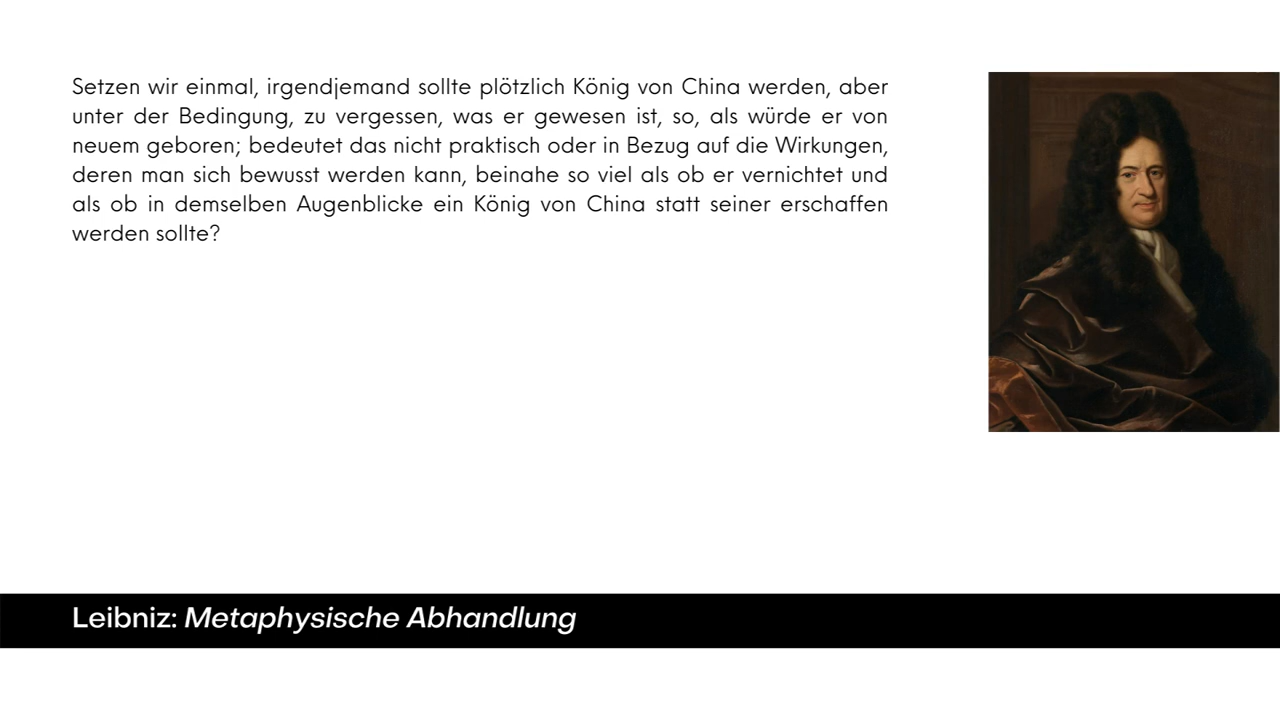 Setzen wir einmal, irgendjemand sollte plötzlich König von China werden, aber
unter der Bedingung, zu vergessen, was er gewesen ist, so, als würde er von
neuem geboren; bedeutet das nicht praktisch oder in Bezug auf die Wirkungen,
deren man sich bewusst werden kann, beinahe so viel als ob er vernichtet und
als ob in demselben Augenblicke ein König von China statt seiner erschaffen
werden sollte?
Leibniz: Metaphysische Abhandlung